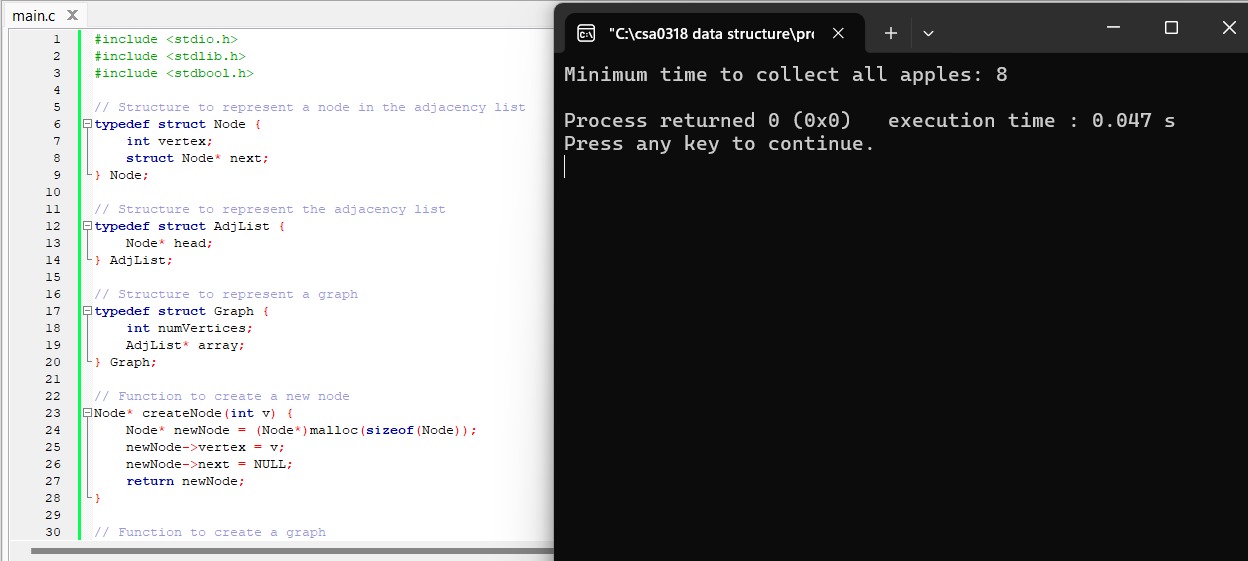 main.c
1 #include <stdio.h>
2 #include <stdlib.h>
3 #include <stdbool.h>
4
5 // Structure to represent a node in the adjacency list
6 typedef struct Node {
7     int vertex;
8     struct Node* next;
9 } Node;
10
11 // Structure to represent the adjacency list
12 typedef struct AdjList {
13     Node* head;
14 } AdjList;
15
16 // Structure to represent a graph
17 typedef struct Graph {
18     int numVertices;
19     AdjList* array;
20 } Graph;
21
22 // Function to create a new node
23 Node* createNode(int v) {
24     Node* newNode = (Node*)malloc(sizeof(Node));
25     newNode->vertex = v;
26     newNode->next = NULL;
27     return newNode;
28 }
29
30 // Function to create a graph
"C:\csa0318 data structure\pr
Minimum time to collect all apples: 8
Process returned 0 (0x0)   execution time : 0.047 s
Press any key to continue.